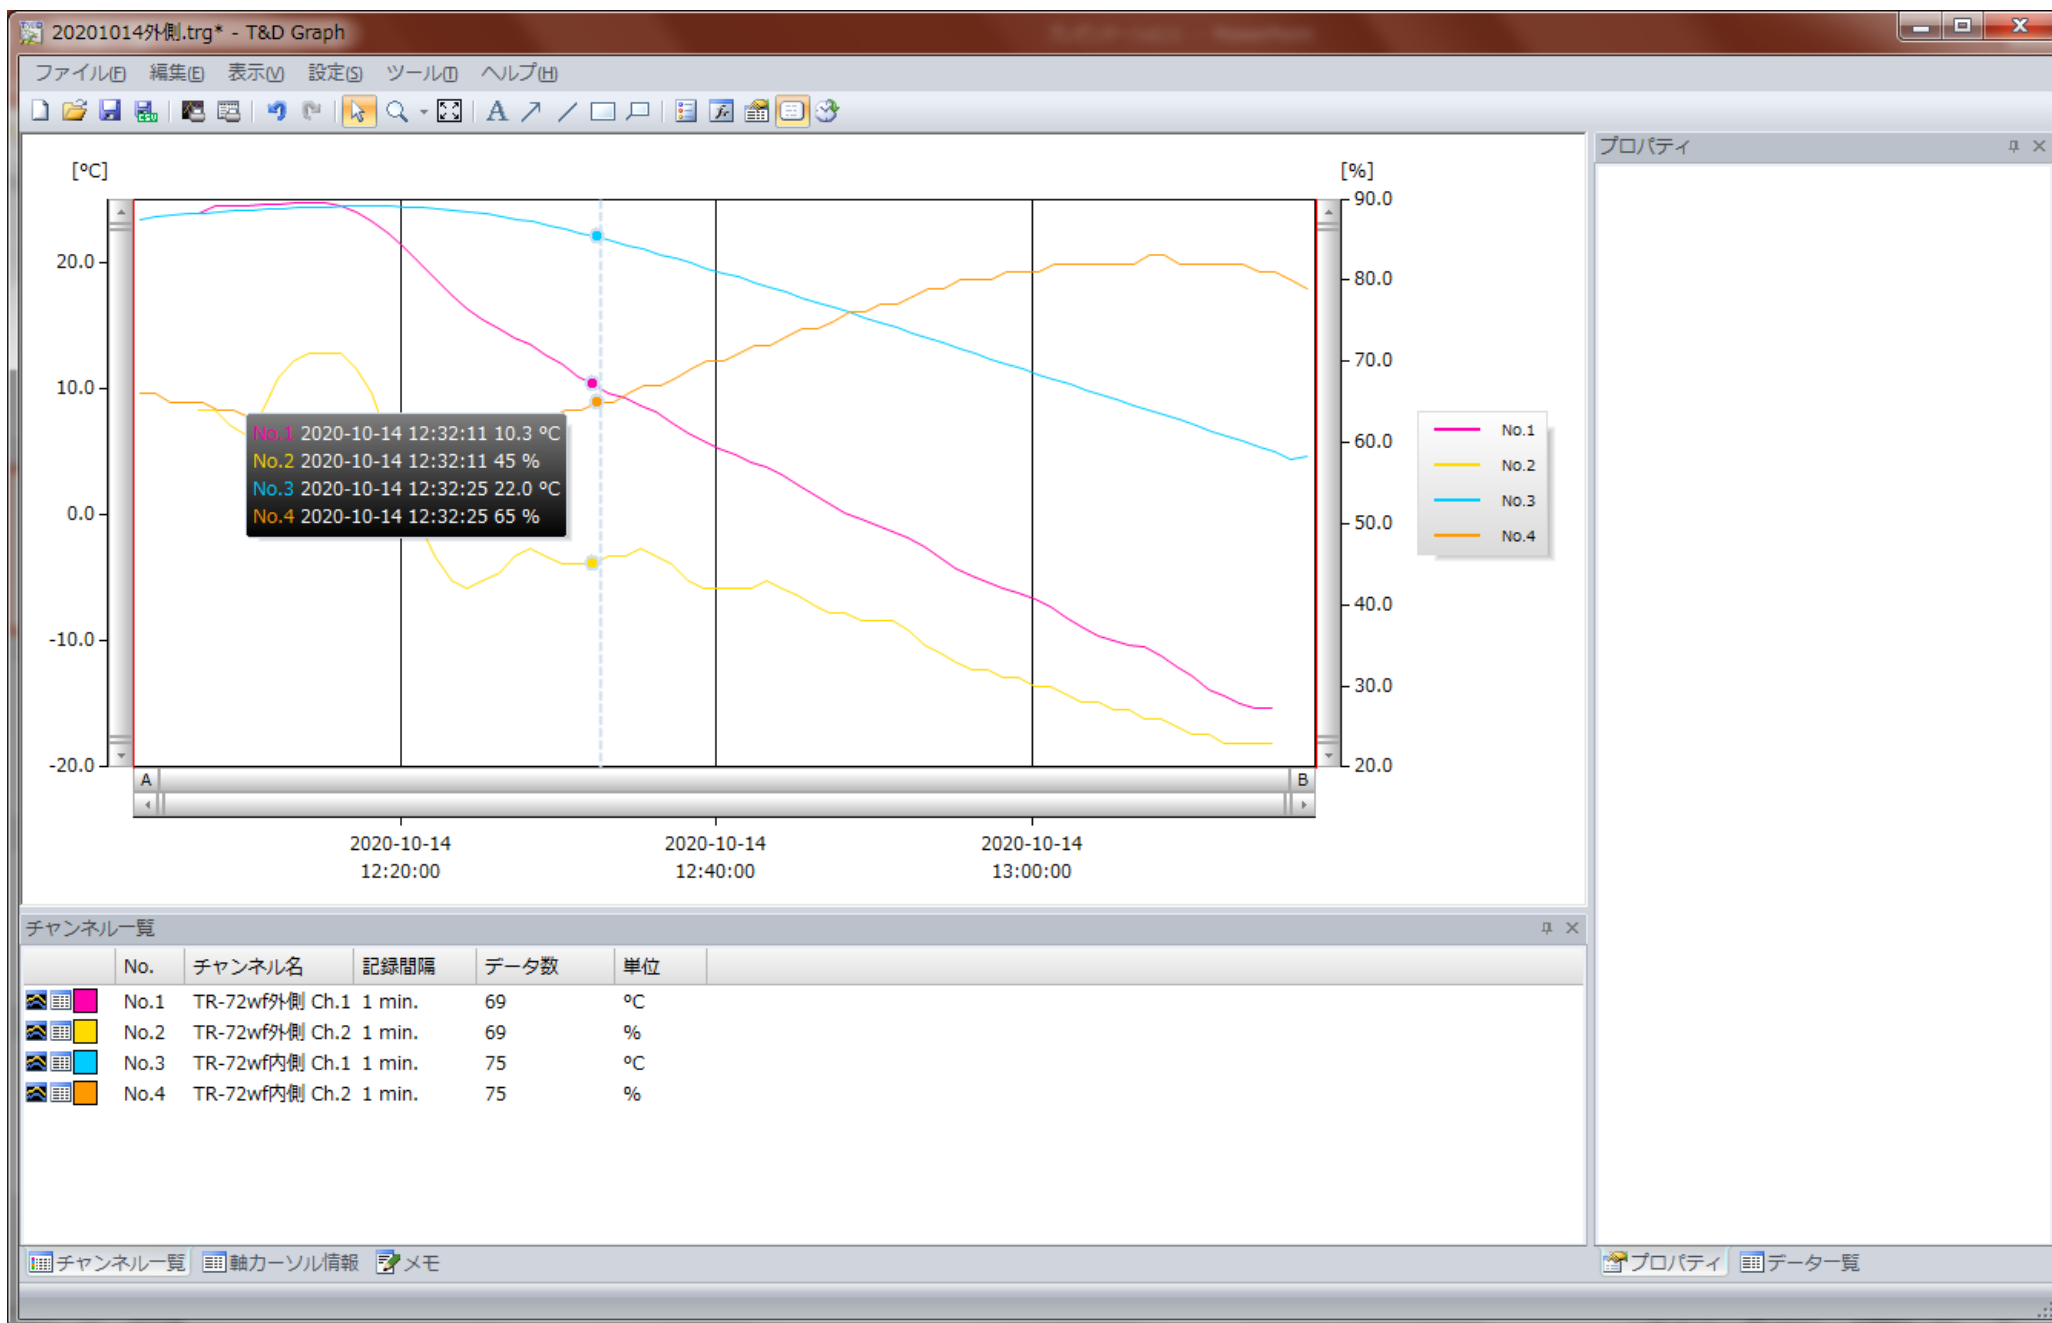 20201014外側.trg* - T&D Graph
ファイル(F) 編集(E) 表示(V) 設定(S) ツール(T) ヘルプ(H)
プロパティ
[°C]
[%]
90.0
20.0
80.0
70.0
10.0
60.0
No.1 2020-10-14 12:32:11 10.3 °C
No.2 2020-10-14 12:32:11 45 %
No.3 2020-10-14 12:32:25 22.0 °C
No.4 2020-10-14 12:32:25 65 %
No.1
No.2
No.3
No.4
0.0
50.0
40.0
-10.0
30.0
-20.0
20.0
A
B
2020-10-14
12:20:00
2020-10-14
12:40:00
2020-10-14
13:00:00
チャンネル一覧
No. チャンネル名 記録間隔 データ数 単位
No.1 TR-72wf外側 Ch.1 1 min. 69 °C
No.2 TR-72wf外側 Ch.2 1 min. 69 %
No.3 TR-72wf内側 Ch.1 1 min. 75 °C
No.4 TR-72wf内側 Ch.2 1 min. 75 %
チャンネル一覧 軸カーソル情報 メモ
プロパティ データ一覧